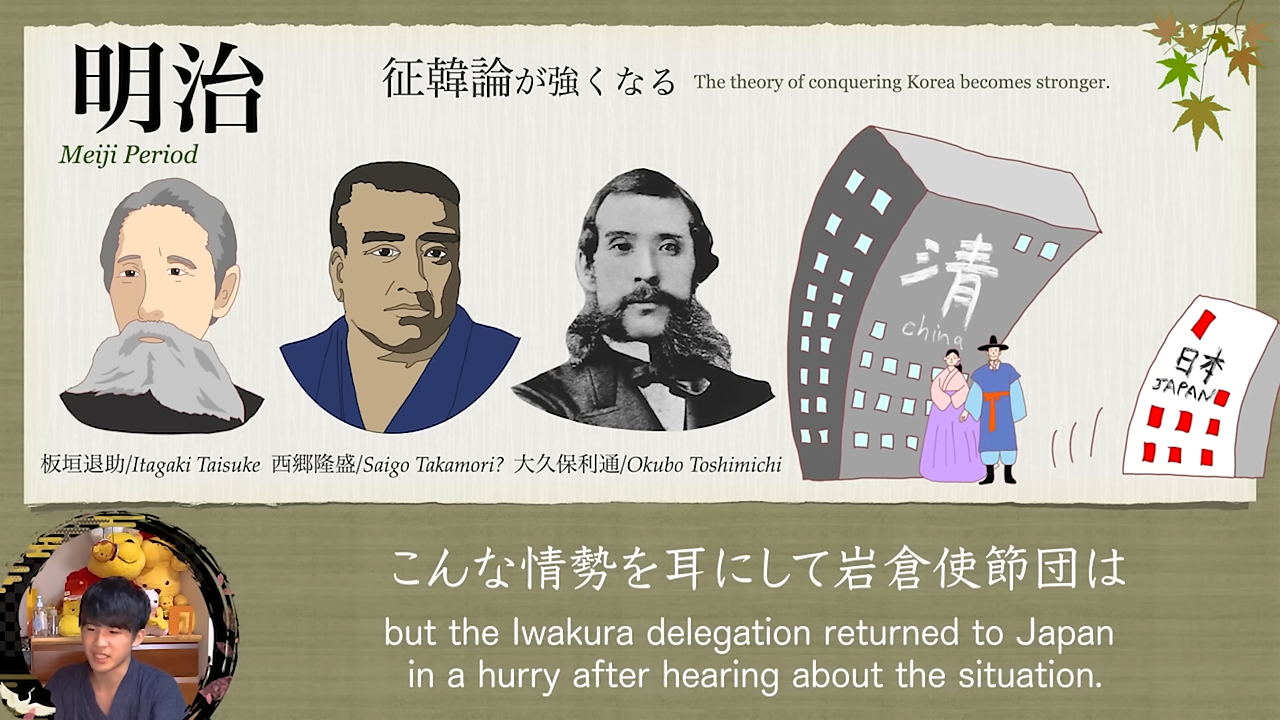 明治
Meiji Period
征韓論が強くなる The theory of conquering Korea becomes stronger.
清
china
日本
JAPAN
板垣退助/Itagaki Taisuke 西郷隆盛/Saigo Takamori? 大久保利通/Okubo Toshimichi
こんな情勢を耳にして岩倉使節団は
but the Iwakura delegation returned to Japan
in a hurry after hearing about the situation.